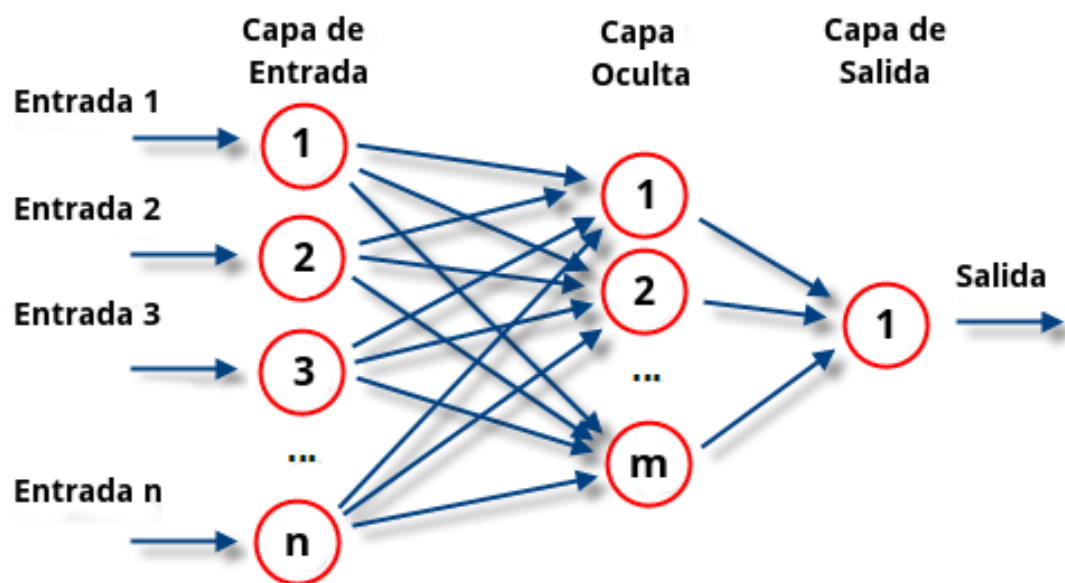 Capa de
Entrada
Capa
Oculta
Capa de
Salida
Entrada 1
1
Entrada 2
2
Entrada 3
3
...
Entrada n
n
1
2
...
m
1
Salida